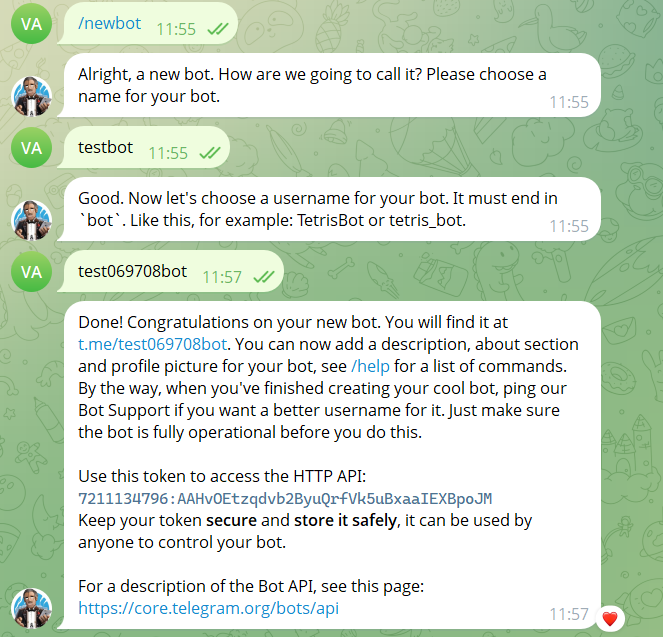 VA
/newbot 11:55
Alright, a new bot. How are we going to call it? Please choose a
name for your bot.
11:55
VA
testbot 11:55
Good. Now let's choose a username for your bot. It must end in
`bot`. Like this, for example: TetrisBot or tetris_bot.
11:55
VA
test069708bot 11:57
Done! Congratulations on your new bot. You will find it at
t.me/test069708bot. You can now add a description, about section
and profile picture for your bot, see /help for a list of commands.
By the way, when you've finished creating your cool bot, ping our
Bot Support if you want a better username for it. Just make sure
the bot is fully operational before you do this.
Use this token to access the HTTP API:
7211134796:AAHvOEtzqdvb2ByuQrfVk5uBxaaIEXBpoJM
Keep your token secure and store it safely, it can be used by
anyone to control your bot.
For a description of the Bot API, see this page:
https://core.telegram.org/bots/api
11:57